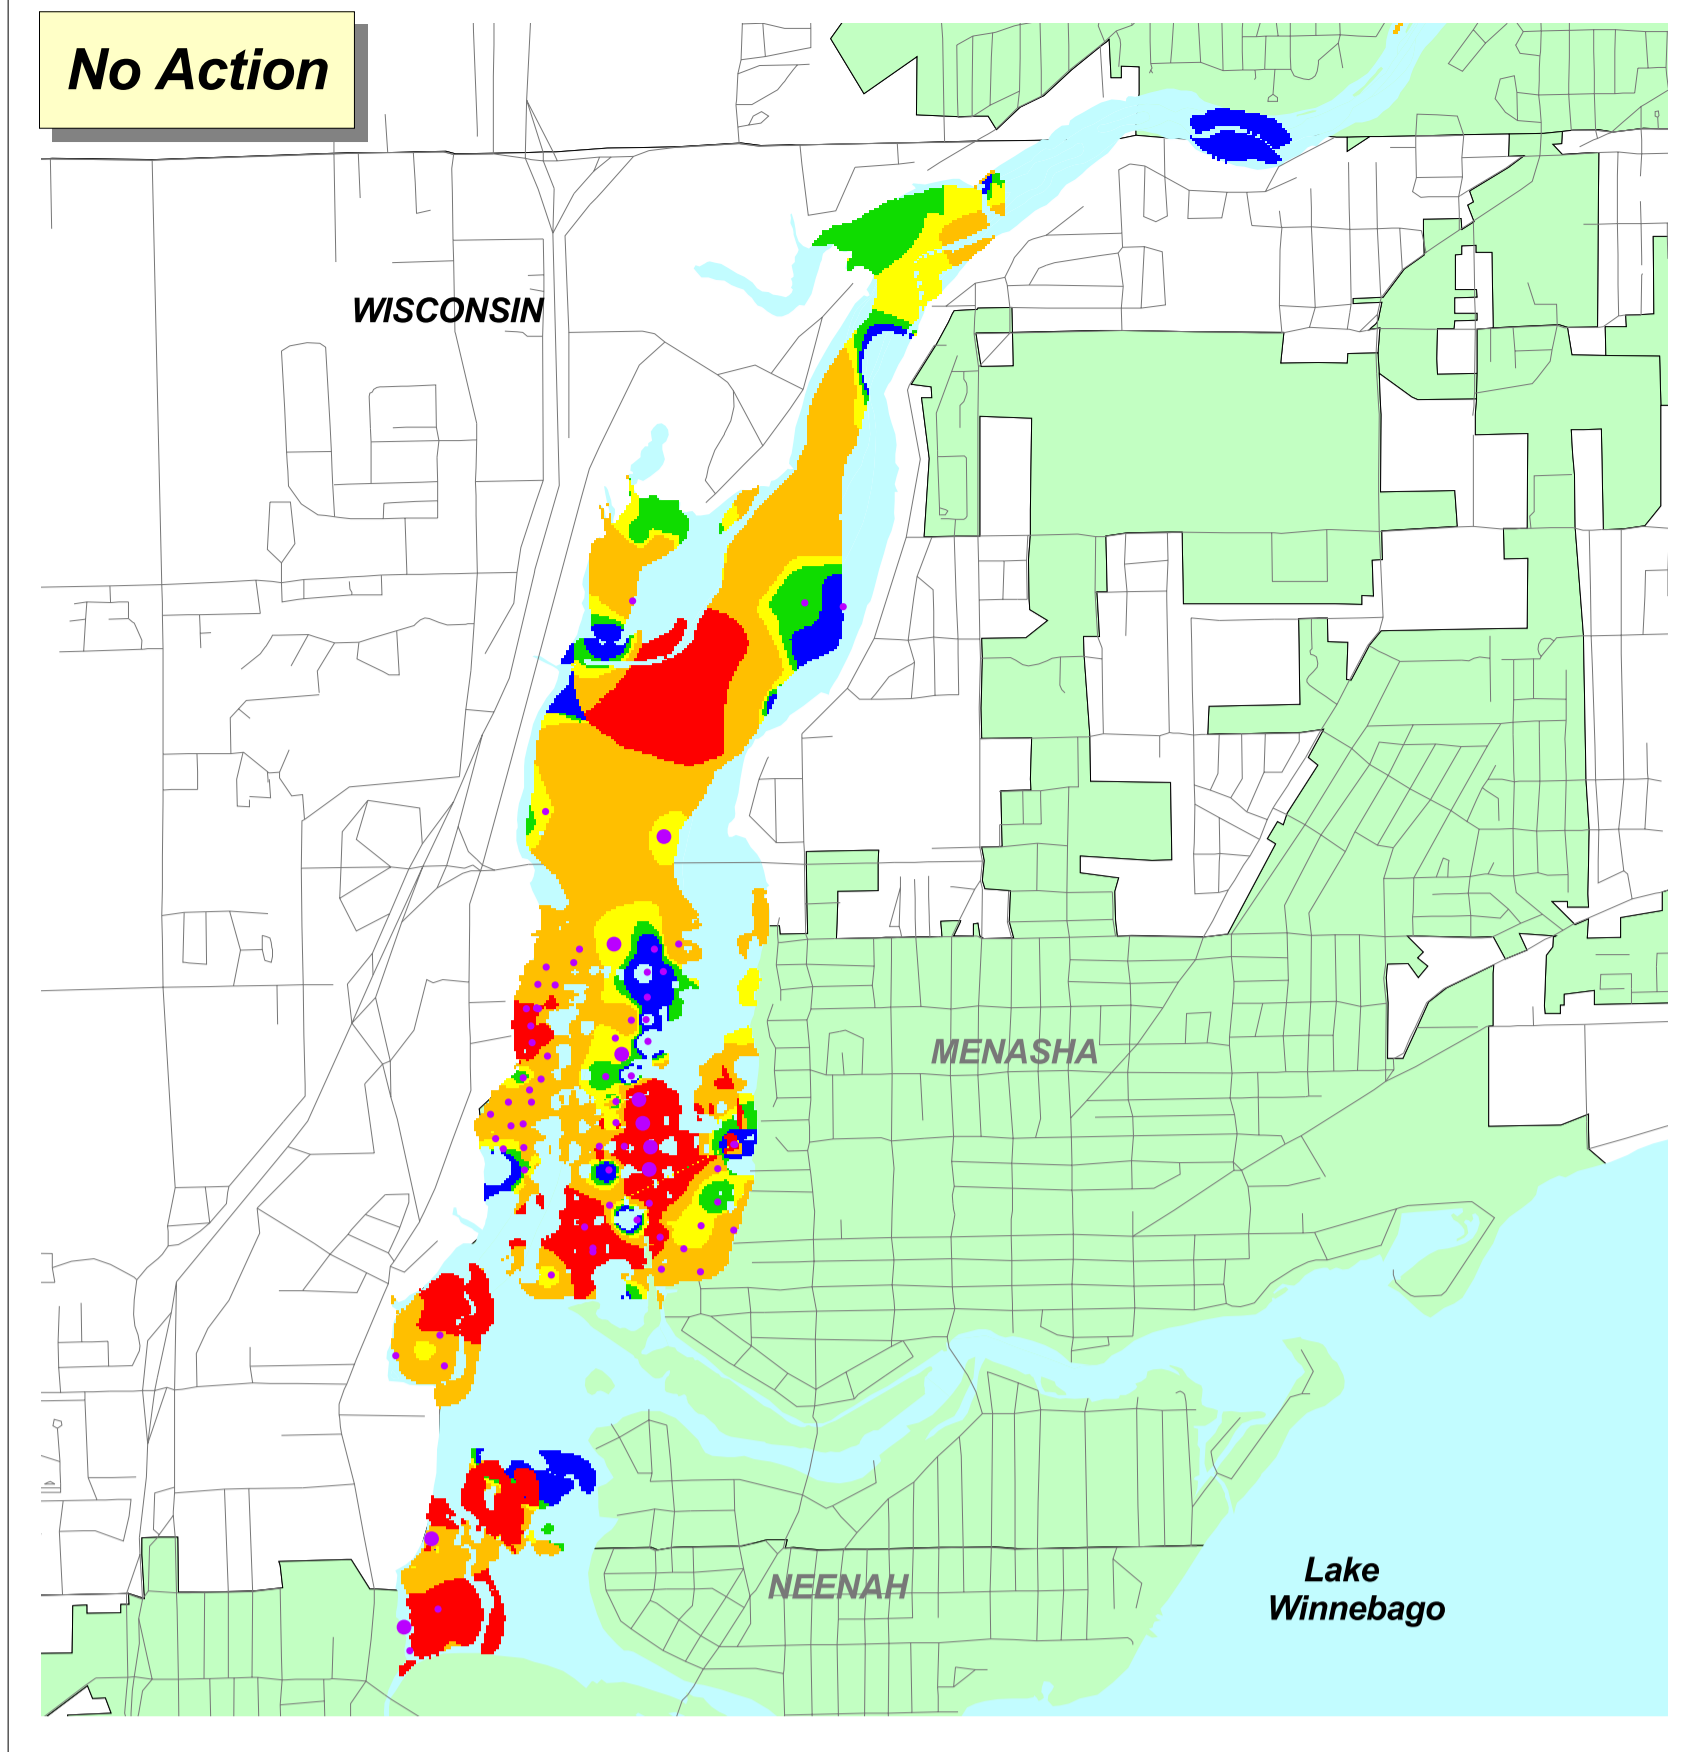 No Action
WISCONSIN
MENASHA
NEENAH
Lake
Winnebago